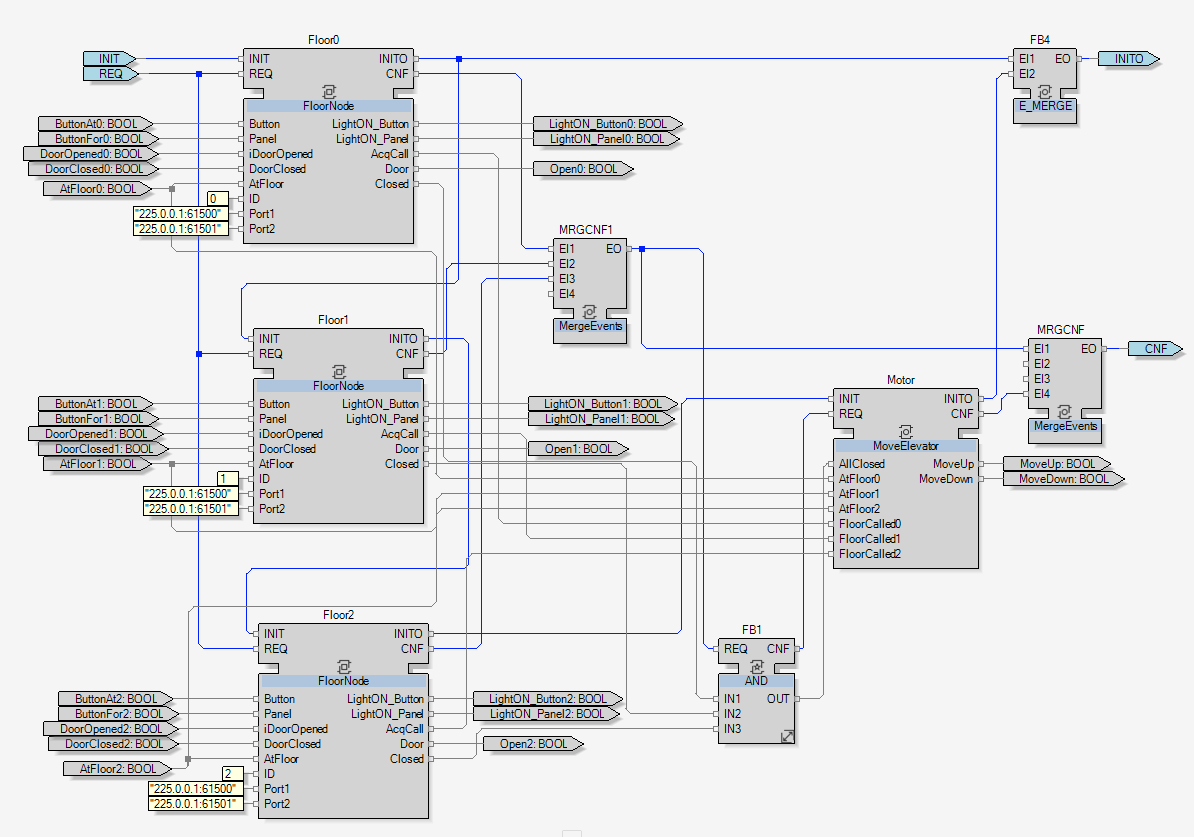 Floor0
INIT
REQ
INIT INITO
REQ CNF
FloorNode
ButtonAt0: BOOL
ButtonFor0: BOOL
DoorOpened0: BOOL
DoorClosed0: BOOL
AtFloor0: BOOL
Button LightON_Button
Panel LightON_Panel
iDoorOpened AcqCall
DoorClosed Door
AtFloor Closed
ID
Port1
Port2
0
"225.0.0.1:61500"
"225.0.0.1:61501"
LightON_Button0: BOOL
LightON_Panel0: BOOL
Open0: BOOL
FB4
EI1 EO
EI2
E_MERGE
INITO
MRGCNF1
EI1 EO
EI2
EI3
EI4
MergeEvents
Floor1
INIT INITO
REQ CNF
FloorNode
ButtonAt1: BOOL
ButtonFor1: BOOL
DoorOpened1: BOOL
DoorClosed1: BOOL
AtFloor1: BOOL
Button LightON_Button
Panel LightON_Panel
iDoorOpened AcqCall
DoorClosed Door
AtFloor Closed
ID
Port1
Port2
1
"225.0.0.1:61500"
"225.0.0.1:61501"
LightON_Button1: BOOL
LightON_Panel1: BOOL
Open1: BOOL
MRGCNF
EI1 EO
EI2
EI3
EI4
MergeEvents
CNF
Motor
INIT INITO
REQ CNF
MoveElevator
AllClosed MoveUp
AtFloor0 MoveDown
AtFloor1
AtFloor2
FloorCalled0
FloorCalled1
FloorCalled2
MoveUp: BOOL
MoveDown: BOOL
Floor2
INIT INITO
REQ CNF
FloorNode
ButtonAt2: BOOL
ButtonFor2: BOOL
DoorOpened2: BOOL
DoorClosed2: BOOL
AtFloor2: BOOL
Button LightON_Button
Panel LightON_Panel
iDoorOpened AcqCall
DoorClosed Door
AtFloor Closed
ID
Port1
Port2
2
"225.0.0.1:61500"
"225.0.0.1:61501"
LightON_Button2: BOOL
LightON_Panel2: BOOL
Open2: BOOL
FB1
REQ CNF
AND
IN1 OUT
IN2
IN3